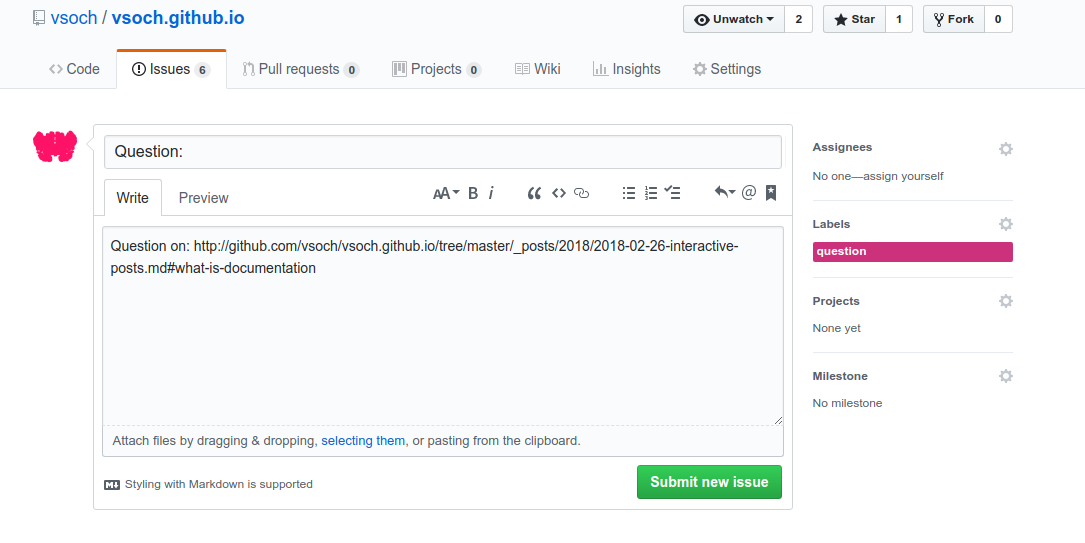 vsoch / vsoch.github.io
Unwatch 2 Star 1 Fork 0
Code Issues 6 Pull requests 0 Projects 0 Wiki Insights Settings
Question:
Write Preview AA B i @
Question on: http://github.com/vsoch/vsoch.github.io/tree/master/_posts/2018/2018-02-26-interactive-
posts.md#what-is-documentation
Attach files by dragging & dropping, selecting them, or pasting from the clipboard.
Styling with Markdown is supported
Submit new issue
Assignees
No one—assign yourself
Labels
question
Projects
None yet
Milestone
No milestone